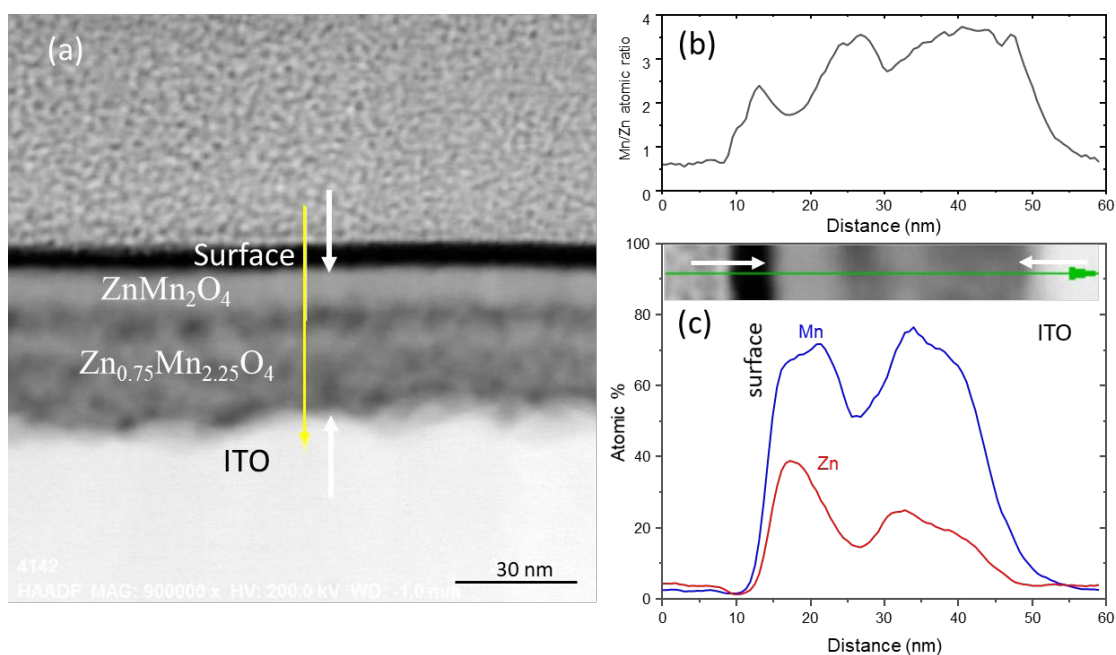 (a)
Surface
ZnMn₂O₄
Zn₀.₇₅Mn₂.₂₅O₄
ITO
4142
HAADF MAG: 900000 x HV: 200.0 kV WD: -1.0 mm
30 nm
(b)
Mn/Zn atomic ratio
4
3
2
1
0
0 10 20 30 40 50 60
Distance (nm)
(c)
Atomic %
100
80
60
40
20
0
surface
Mn
Zn
ITO
0 10 20 30 40 50 60
Distance (nm)